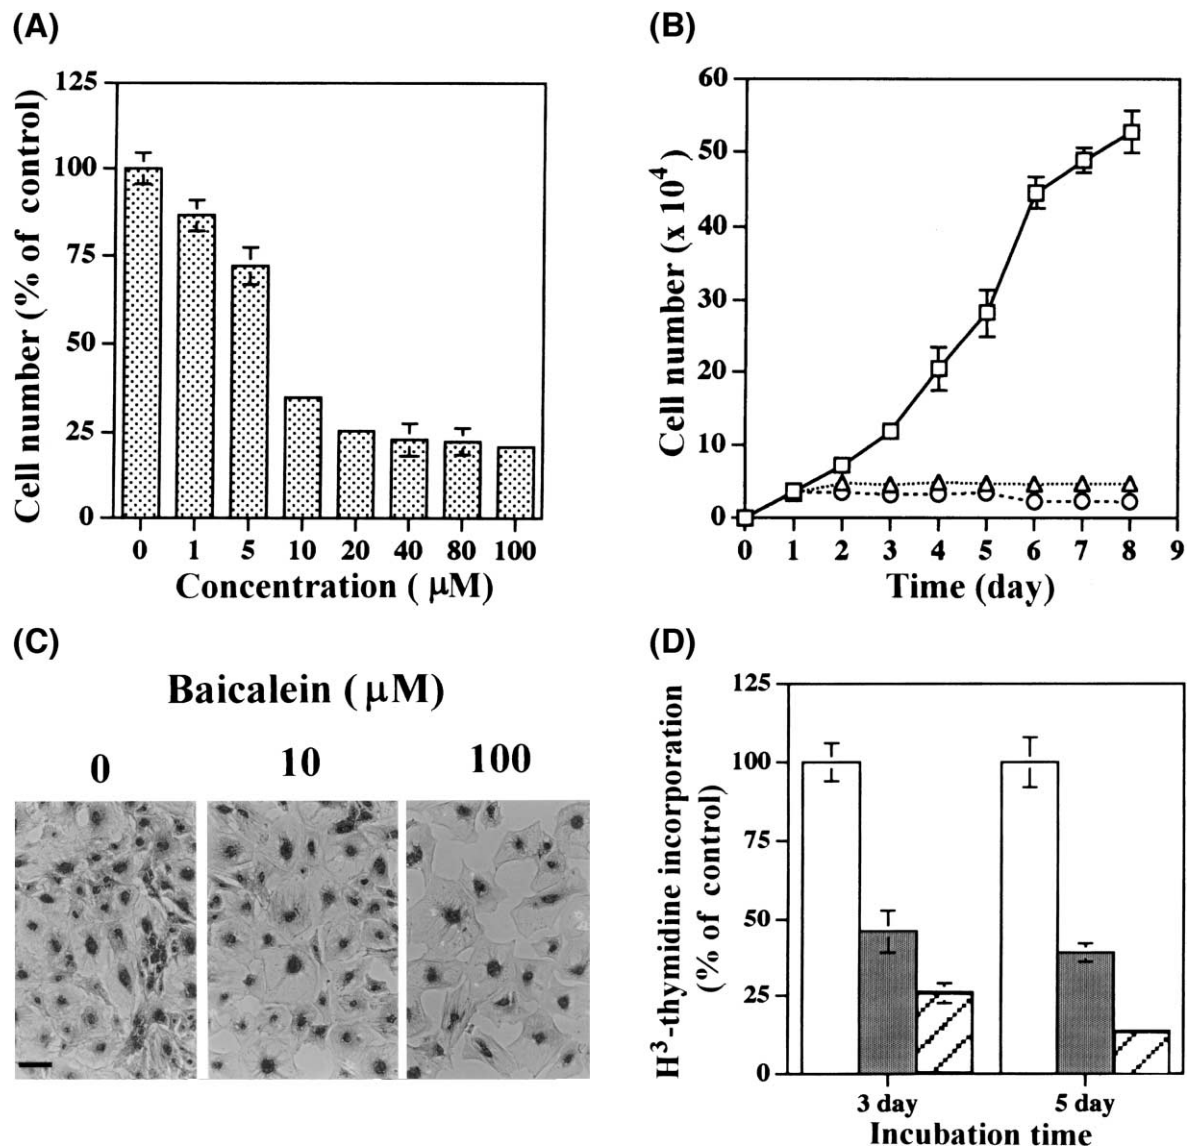 (A)
Cell number (% of control)
125
100
75
50
25
0
0 1 5 10 20 40 80 100
Concentration ( μM)
(B)
Cell number (x 10⁴)
60
50
40
30
20
10
0
0 1 2 3 4 5 6 7 8 9
Time (day)
(C)
Baicalein ( μM)
0 10 100
(D)
H³-thymidine incorporation
(% of control)
125
100
75
50
25
0
3 day 5 day
Incubation time